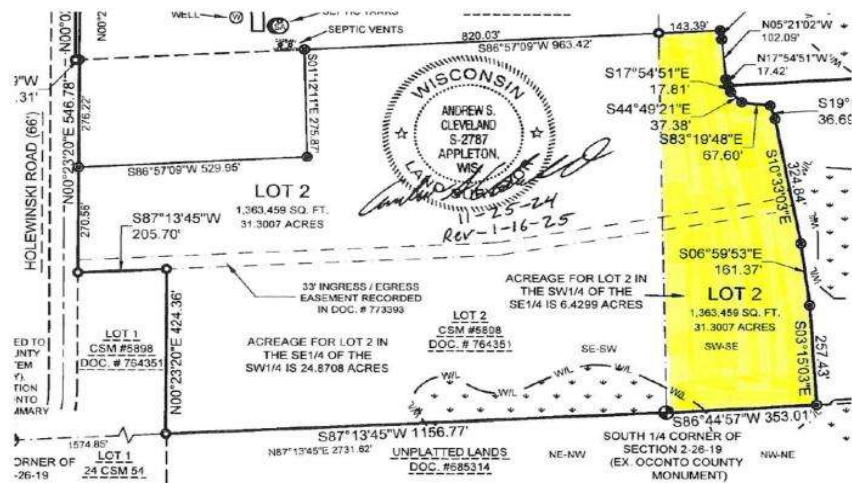 WELL
W
SEPTIC TANKS
SEPTIC VENTS
820.03'
S86°57'09"W 963.42'
143.39'
N05°21'02"W
102.09'
N17°54'51"W
17.42'
S17°54'51"E
17.81'
S44°49'21"E
37.38'
S83°19'48"E
67.60'
S19°
36.69
S10°33'03"E
324.84'
S06°59'53"E
161.37'
S03°15'03"E
257.43'
HOLEWINSKI ROAD (66')
N00°23'20"E 546.78'
276.22'
270.56'
S01°12'11"E
275.87'
S86°57'09"W 529.95'
WISCONSIN
ANDREW S.
CLEVELAND
S-2787
APPLETON,
WIS.
LAND SURVEYOR
11-25-24
Rev-1-16-25
LOT 2
1,363,459 SQ. FT.
31.3007 ACRES
S87°13'45"W
205.70'
33' INGRESS / EGRESS
EASEMENT RECORDED
IN DOC. # 773393
ACREAGE FOR LOT 2 IN
THE SW1/4 OF THE
SE1/4 IS 6.4299 ACRES
LOT 2
1,363,459 SQ. FT.
31.3007 ACRES
SW-SE
LOT 1
CSM #5898
DOC. # 764351
N00°23'20"E 424.36'
ACREAGE FOR LOT 2 IN
THE SE1/4 OF THE
SW1/4 IS 24.8708 ACRES
LOT 2
CSM #5898
DOC. # 764351
SE-SW
W/L
W/L
W/L
W/L
W/L
ED TO
UNTY
TEM
Y).
TION
NTO
MMARY
S87°13'45"W 1156.77'
S86°44'57"W 353.01'
1574.85'
N87°13'45"E 2731.62'
ORNER OF
-26-19
LOT 1
24 CSM 54
UNPLATTED LANDS
DOC. #685314
NE-NW
SOUTH 1/4 CORNER OF
SECTION 2-26-19
(EX. OCONTO COUNTY
MONUMENT)
NW-NE